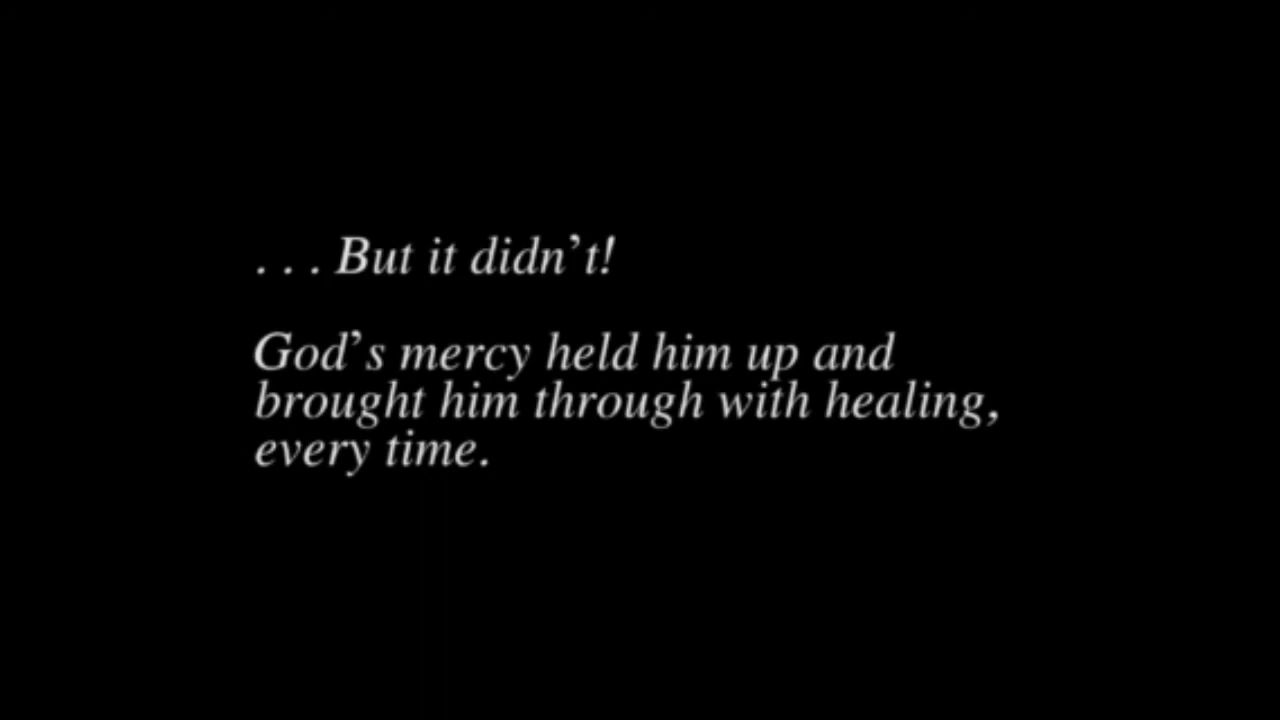 . . . But it didn’t!
God’s mercy held him up and
brought him through with healing,
every time.